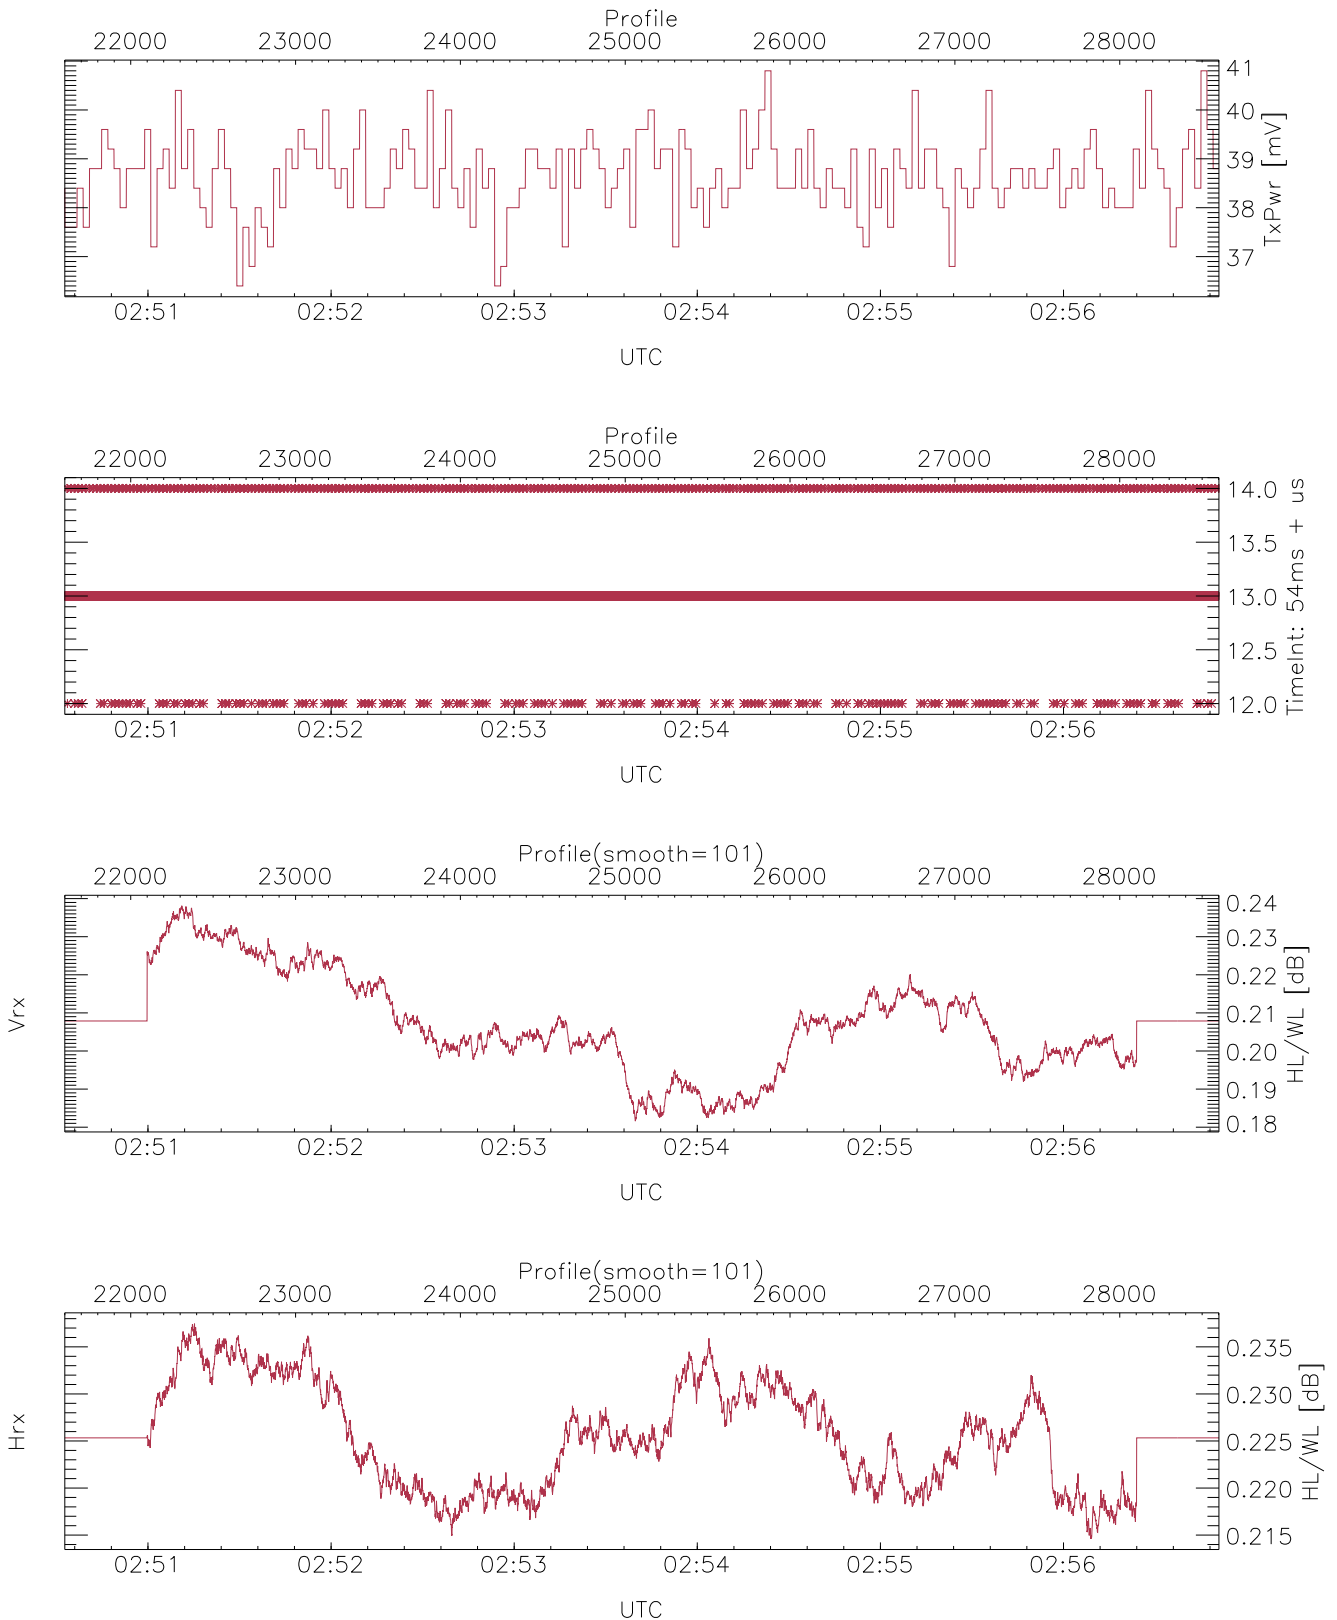 Profile
22000 23000 24000 25000 26000 27000 28000
41
40
39
38
37
TxPwr [mV]
02:51 02:52 02:53 02:54 02:55 02:56
UTC
Profile
22000 23000 24000 25000 26000 27000 28000
14.0
13.5
13.0
12.5
12.0
TimeInt: 54ms + us
02:51 02:52 02:53 02:54 02:55 02:56
UTC
Profile(smooth=101)
22000 23000 24000 25000 26000 27000 28000
Vrx
0.24
0.23
0.22
0.21
0.20
0.19
0.18
HL/WL [dB]
02:51 02:52 02:53 02:54 02:55 02:56
UTC
Profile(smooth=101)
22000 23000 24000 25000 26000 27000 28000
Hrx
0.235
0.230
0.225
0.220
0.215
HL/WL [dB]
02:51 02:52 02:53 02:54 02:55 02:56
UTC